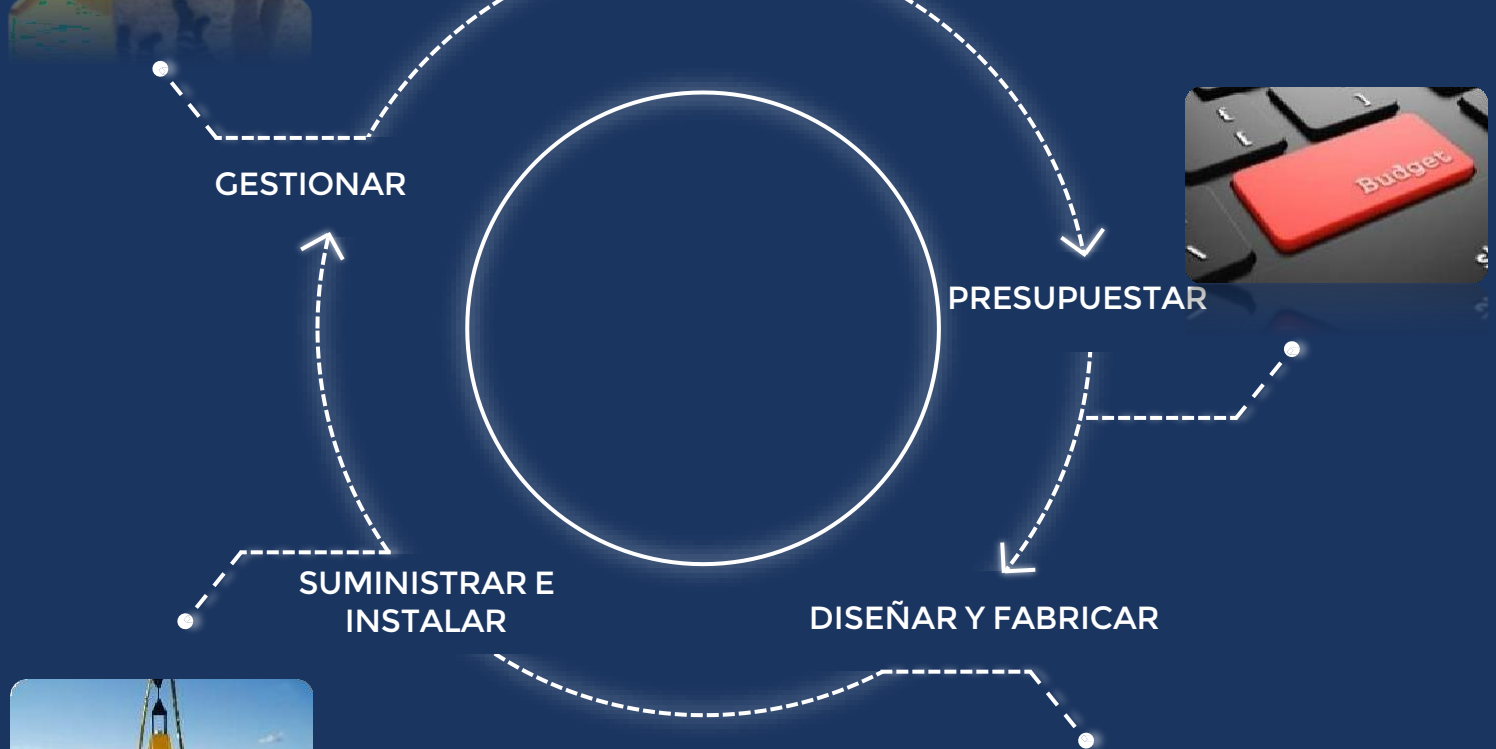 GESTIONAR
Budget
PRESUPUESTAR
SUMINISTRAR E
INSTALAR
DISEÑAR Y FABRICAR